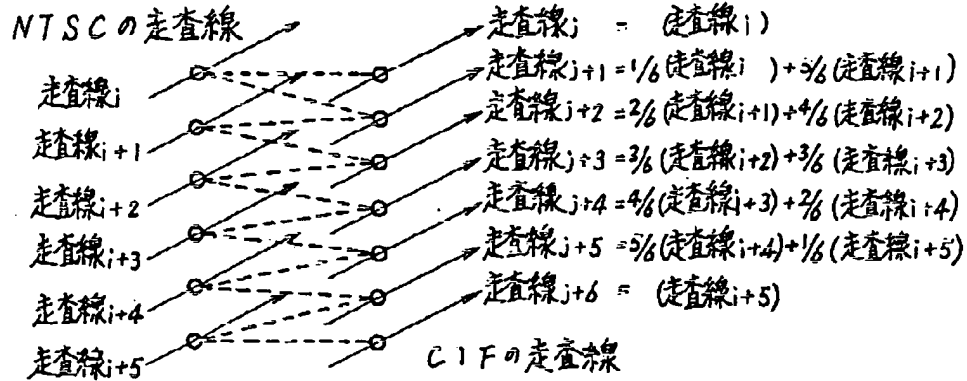 NTSCの走査線
走査線i
走査線i+1
走査線i+2
走査線i+3
走査線i+4
走査線i+5
走査線j = (走査線i)
走査線j+1 = 1/6(走査線i )+5/6(走査線i+1)
走査線j+2 = 2/6(走査線i+1)+4/6(走査線i+2)
走査線j+3 = 3/6(走査線i+2)+3/6(走査線i+3)
走査線j+4 = 4/6(走査線i+3)+2/6(走査線i+4)
走査線j+5 = 5/6(走査線i+4)+1/6(走査線i+5)
走査線j+6 = (走査線i+5)
CIFの走査線